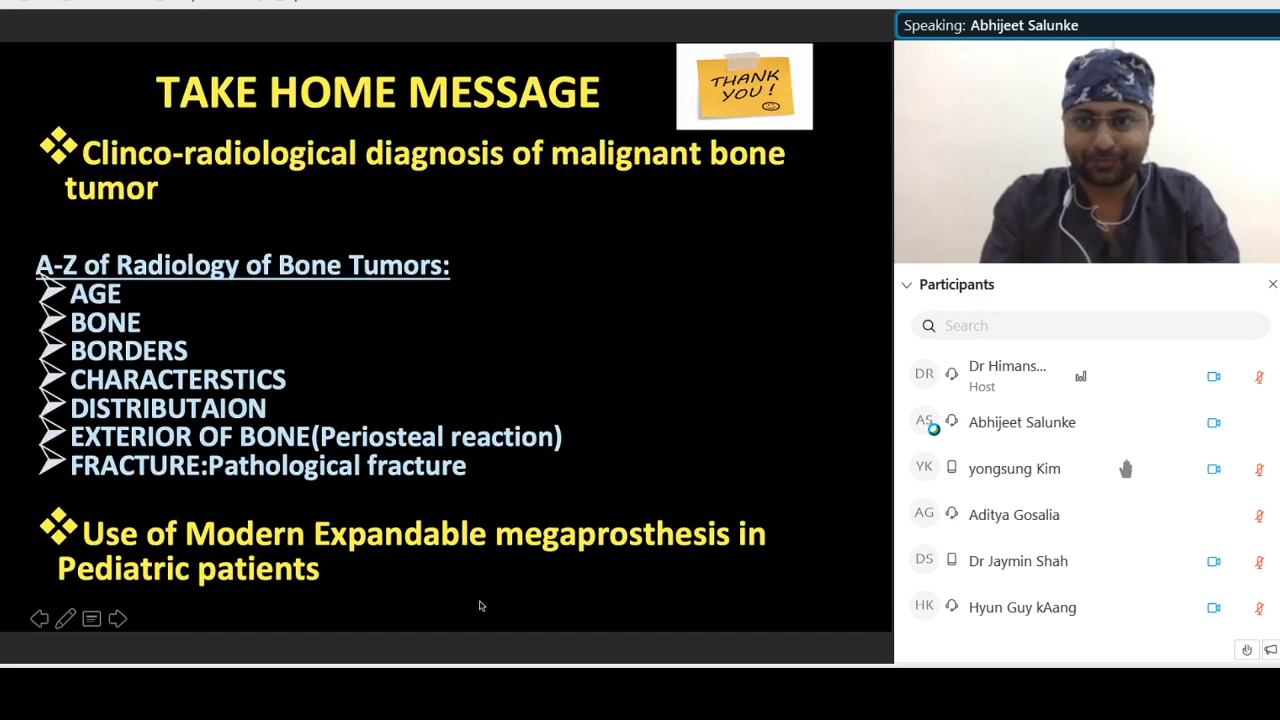 Speaking: Abhijeet Salunke
TAKE HOME MESSAGE
THANK
YOU !
Clinco-radiological diagnosis of malignant bone
tumor
A-Z of Radiology of Bone Tumors:
AGE
BONE
BORDERS
CHARACTERSTICS
DISTRIBUTAION
EXTERIOR OF BONE(Periosteal reaction)
FRACTURE:Pathological fracture
Use of Modern Expandable megaprosthesis in
Pediatric patients
Participants
Search
DR Dr Himans...
Host
AS Abhijeet Salunke
YK yongsung Kim
AG Aditya Gosalia
DS Dr Jaymin Shah
HK Hyun Guy kAang